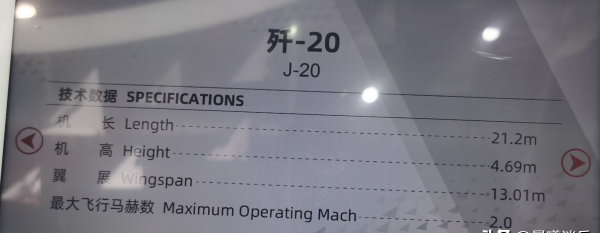 歼-20
J-20
技术数据 SPECIFICATIONS
机 长 Length 21.2m
机 高 Height 4.69m
翼 展 Wingspan 13.01m
最大飞行马赫数 Maximum Operating Mach 2.0